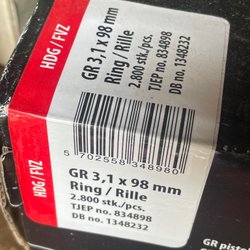 HDG / FVZ
GR 3,1 x 98 mm
Ring / Rille
2.800 stk./pcs.
TJEP no. 834898
DB no. 1348232
5 702558 348980
HDG / FVZ
GR 3,1 x 98 mm
Ring / Rille
2.800 stk./pcs.
TJEP no. 834898
DB no. 1348232
GR pist